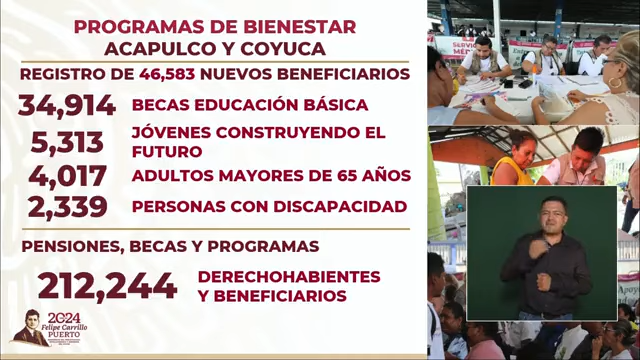 PROGRAMAS DE BIENESTAR
ACAPULCO Y COYUCA
REGISTRO DE 46,583 NUEVOS BENEFICIARIOS
34,914 BECAS EDUCACIÓN BÁSICA
5,313 JÓVENES CONSTRUYENDO EL
FUTURO
4,017 ADULTOS MAYORES DE 65 AÑOS
2,339 PERSONAS CON DISCAPACIDAD
PENSIONES, BECAS Y PROGRAMAS
212,244 DERECHOHABIENTES
Y BENEFICIARIOS
2024
Felipe Carrillo
PUERTO
SERVICIO